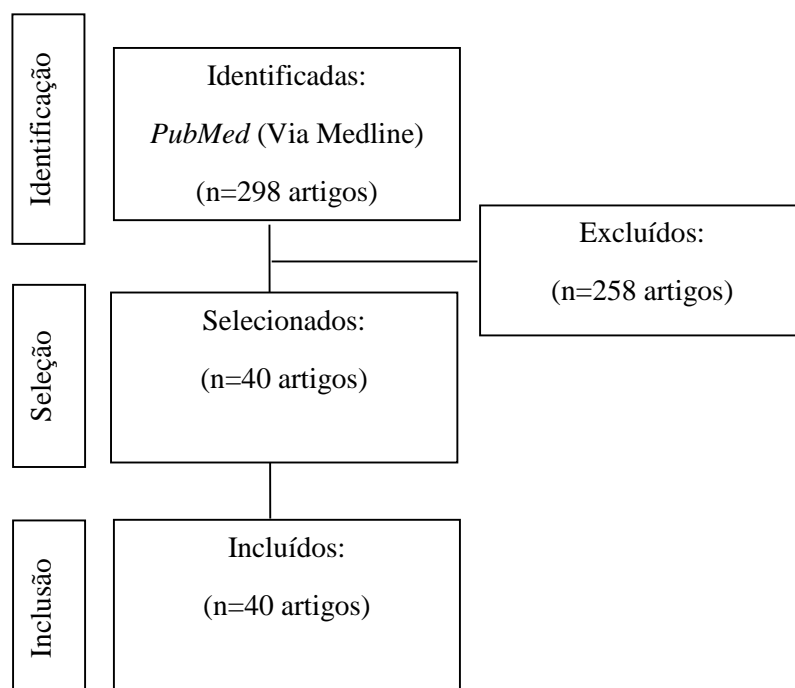 Identificação
Identificadas:
PubMed (Via Medline)
(n=298 artigos)
Excluídos:
(n=258 artigos)
Seleção
Selecionados:
(n=40 artigos)
Inclusão
Incluídos:
(n=40 artigos)